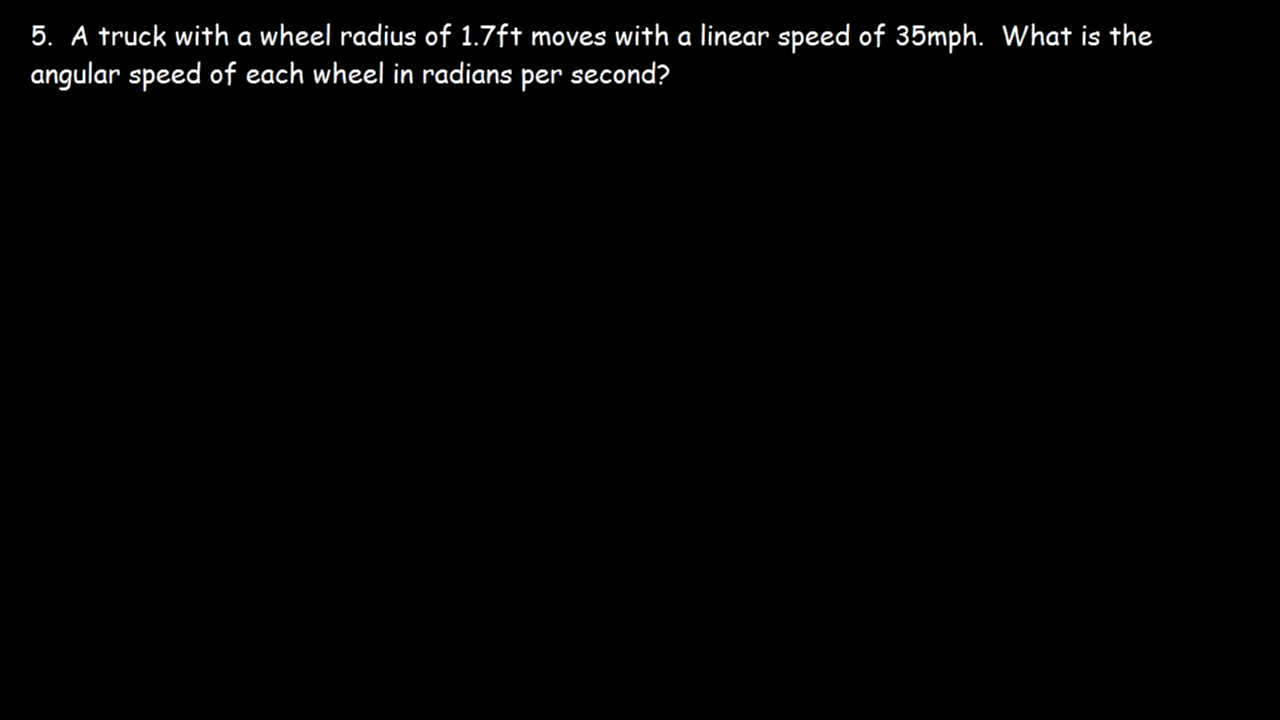 5. A truck with a wheel radius of 1.7ft moves with a linear speed of 35mph. What is the
angular speed of each wheel in radians per second?